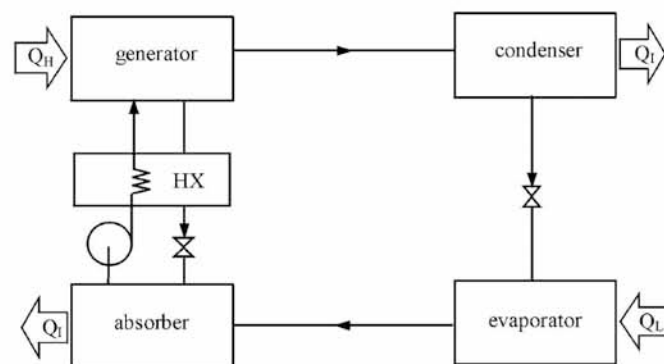 Q_H
generator
condenser
Q_I
HX
Q_I
absorber
evaporator
Q_L